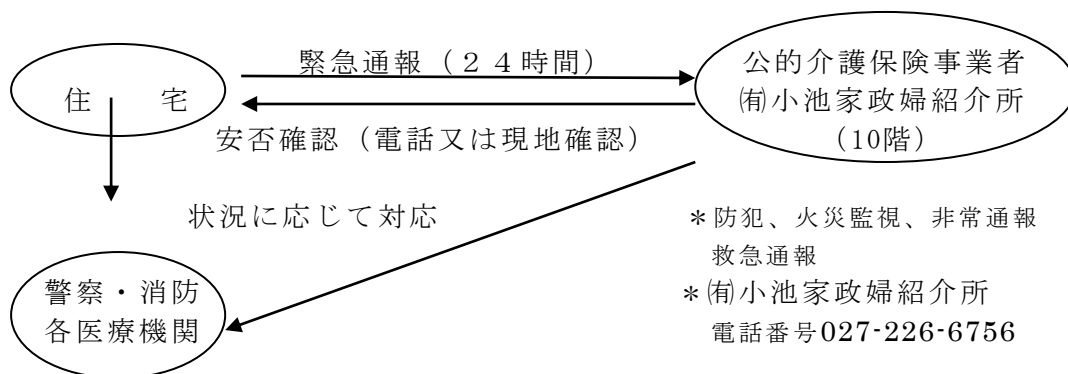 緊急通報（２４時間）
公的介護保険事業者
㈲小池家政婦紹介所
（10階）
住　宅
安否確認（電話又は現地確認）
状況に応じて対応
＊防犯、火災監視、非常通報
救急通報
＊㈲小池家政婦紹介所
電話番号027-226-6756
警察・消防
各医療機関